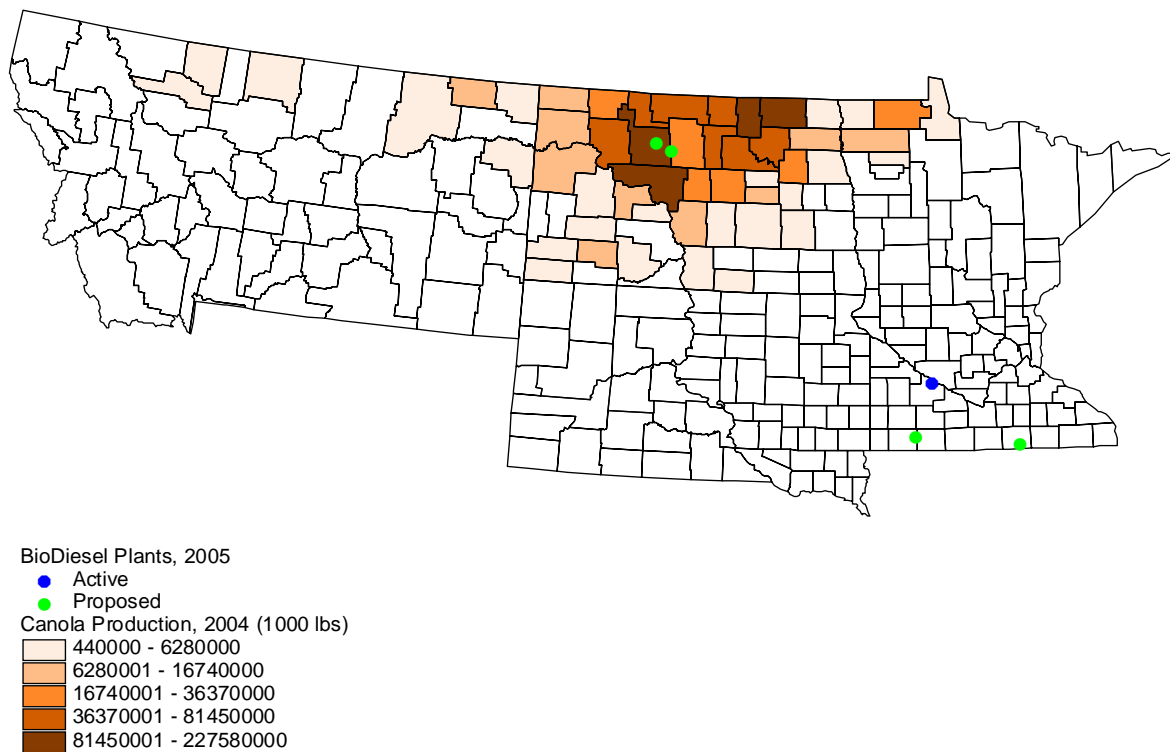 BioDiesel Plants, 2005
Active
Proposed
Canola Production, 2004 (1000 lbs)
440000 - 6280000
6280001 - 16740000
16740001 - 36370000
36370001 - 81450000
81450001 - 227580000